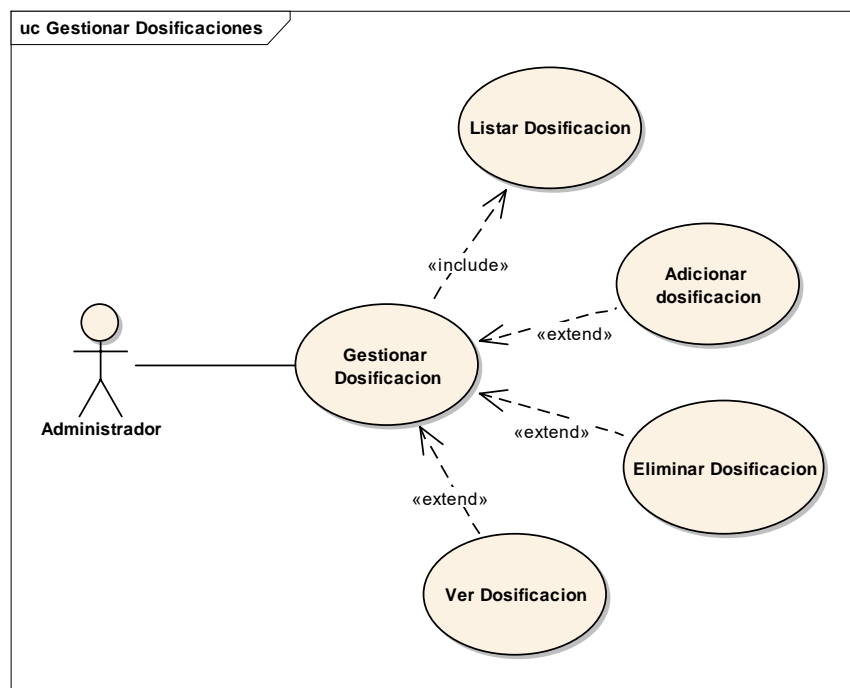 uc Gestionar Dosificaciones
Listar Dosificacion
«include»
Adicionar
dosificacion
«extend»
Gestionar
Dosificacion
Administrador
«extend»
Eliminar Dosificacion
«extend»
Ver Dosificacion